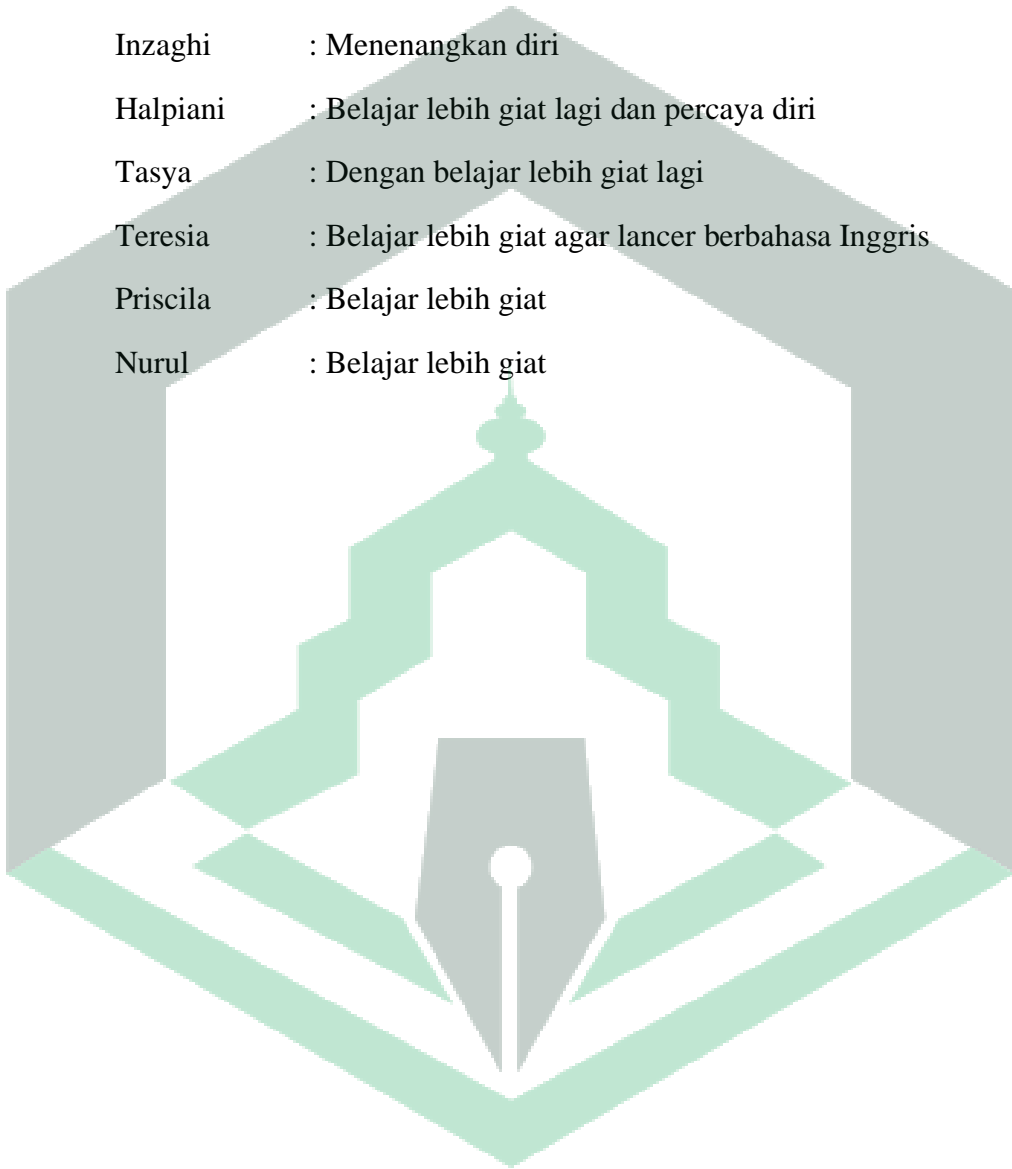 Inzaghi : Menenangkan diri
Halpiani : Belajar lebih giat lagi dan percaya diri
Tasya : Dengan belajar lebih giat lagi
Teresia : Belajar lebih giat agar lancer berbahasa Inggris
Priscila : Belajar lebih giat
Nurul : Belajar lebih giat